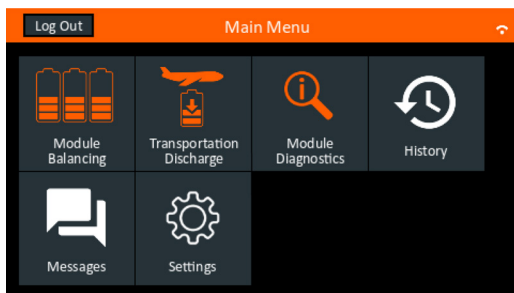 Log Out
Main Menu
Module
Balancing
Transportation
Discharge
Module
Diagnostics
History
Messages
Settings